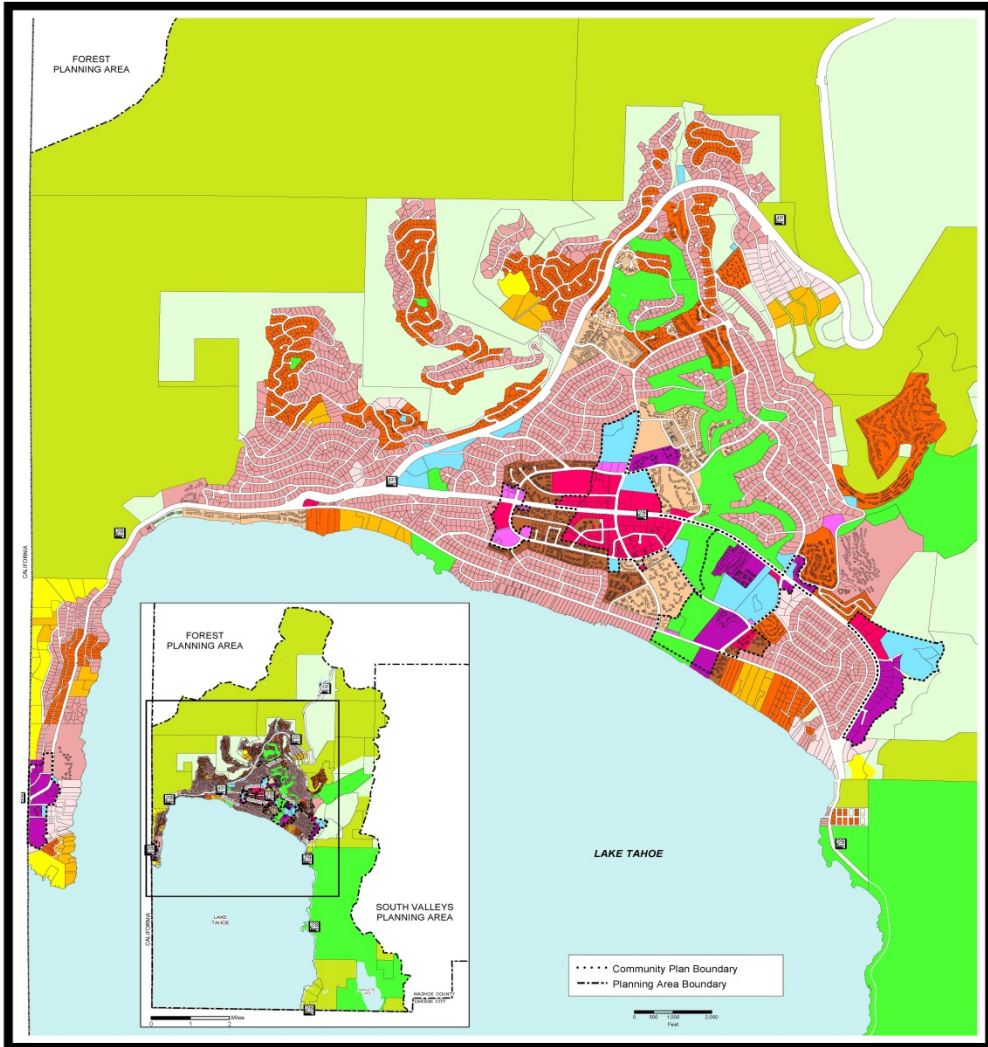 FOREST
PLANNING AREA
CALIFORNIA
FOREST
PLANNING AREA
SOUTH VALLEYS
PLANNING AREA
LAKE
TAHOE
CALIFORNIA
WASHOE COUNTY
CARSON CITY
0 1 2 Miles
LAKE TAHOE
Community Plan Boundary
Planning Area Boundary
0 500 1,000 2,000
Feet